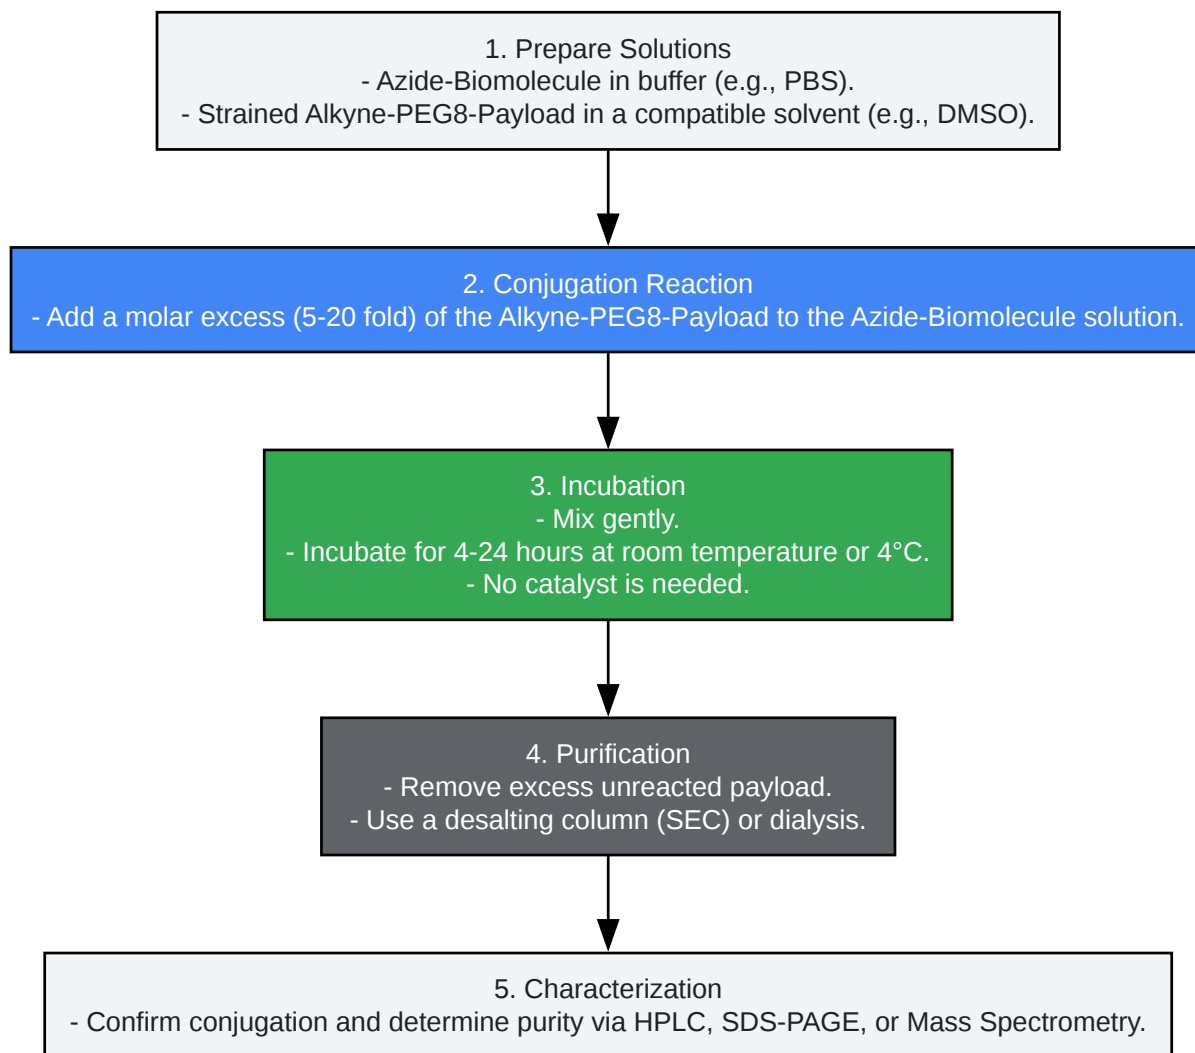 1. Prepare Solutions
- Azide-Biomolecule in buffer (e.g., PBS).
- Strained Alkyne-PEG8-Payload in a compatible solvent (e.g., DMSO).
2. Conjugation Reaction
- Add a molar excess (5-20 fold) of the Alkyne-PEG8-Payload to the Azide-Biomolecule solution.
3. Incubation
- Mix gently.
- Incubate for 4-24 hours at room temperature or 4°C.
- No catalyst is needed.
4. Purification
- Remove excess unreacted payload.
- Use a desalting column (SEC) or dialysis.
5. Characterization
- Confirm conjugation and determine purity via HPLC, SDS-PAGE, or Mass Spectrometry.